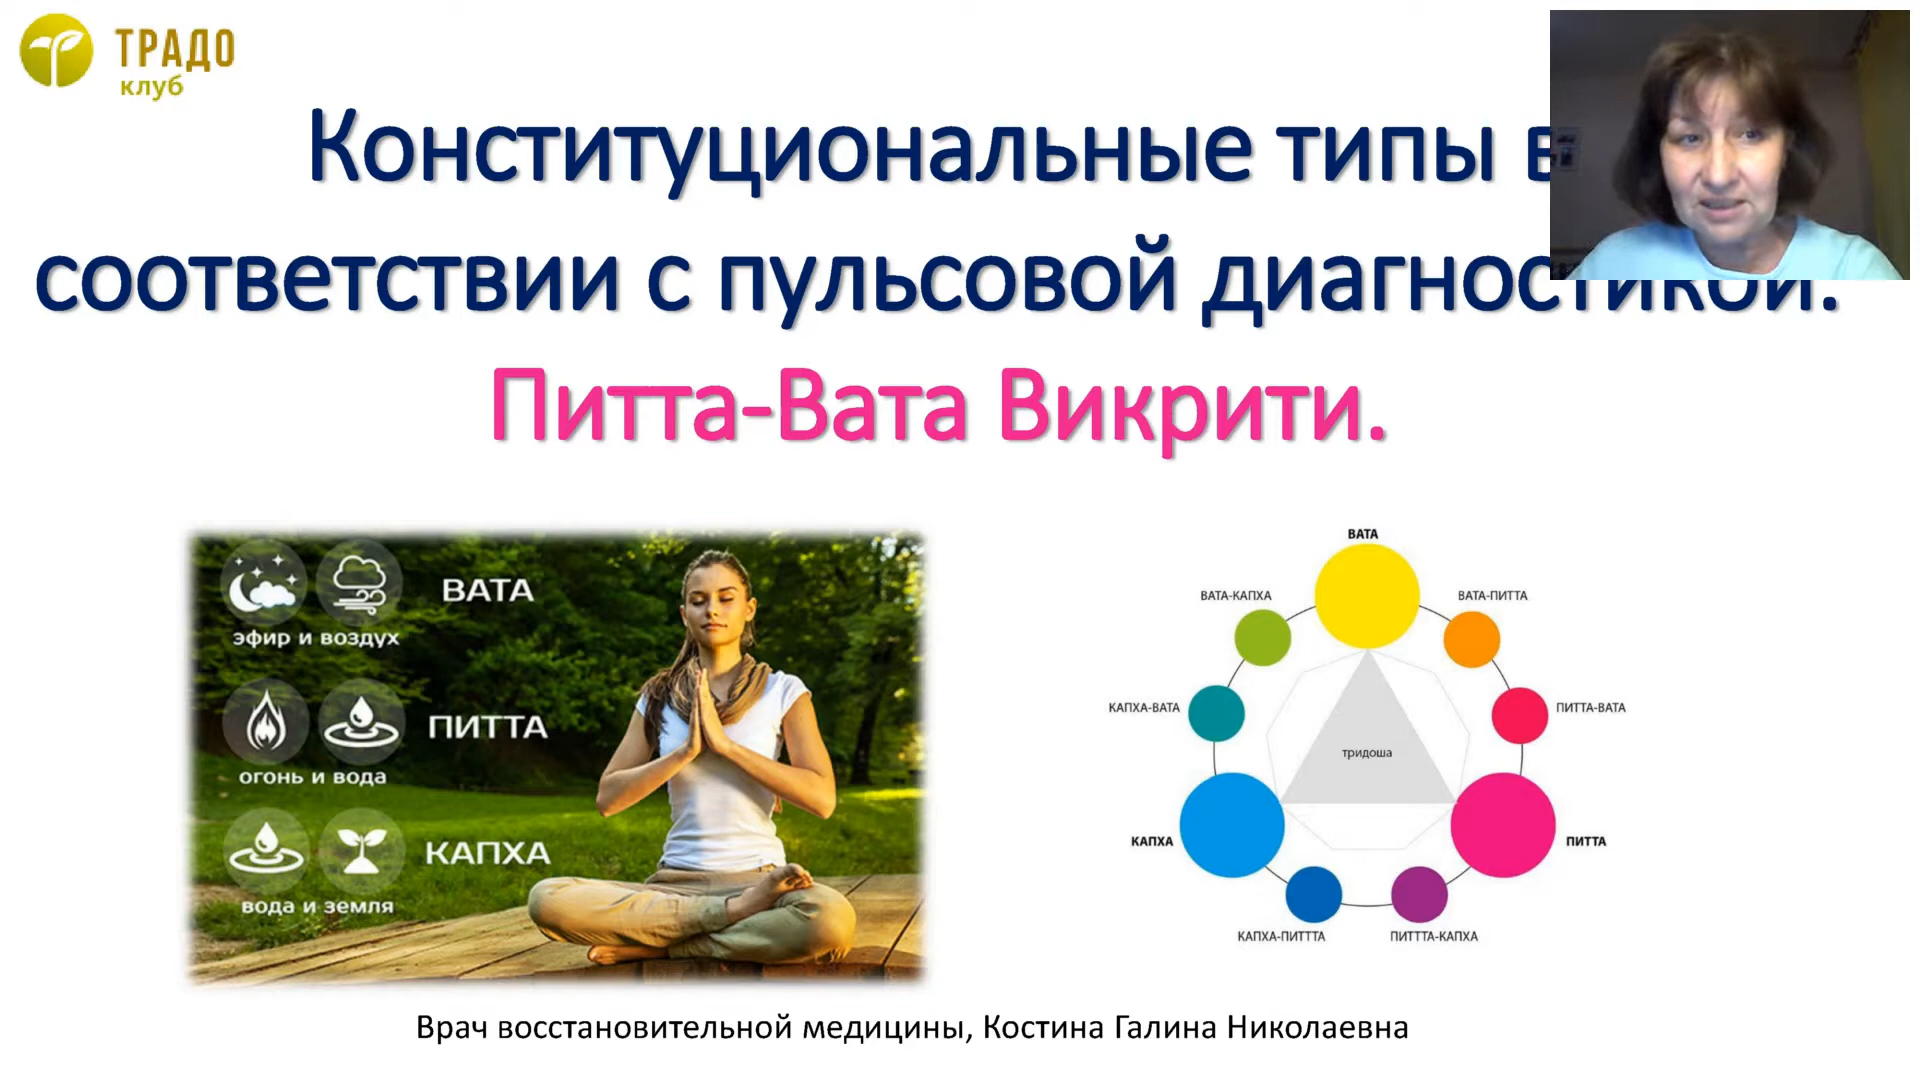 ТРАДО
клуб
Конституциональные типы в
соответствии с пульсовой диагностикой.
Питта-Вата Викрити.
ВАТА
эфир и воздух
ПИТТА
огонь и вода
КАПХА
вода и земля
ВАТА
ВАТА-КАПХА
ВАТА-ПИТТА
КАПХА-ВАТА
ПИТТА-ВАТА
тридоша
КАПХА
ПИТТА
КАПХА-ПИТТТА
ПИТТТА-КАПХА
Врач восстановительной медицины, Костина Галина Николаевна